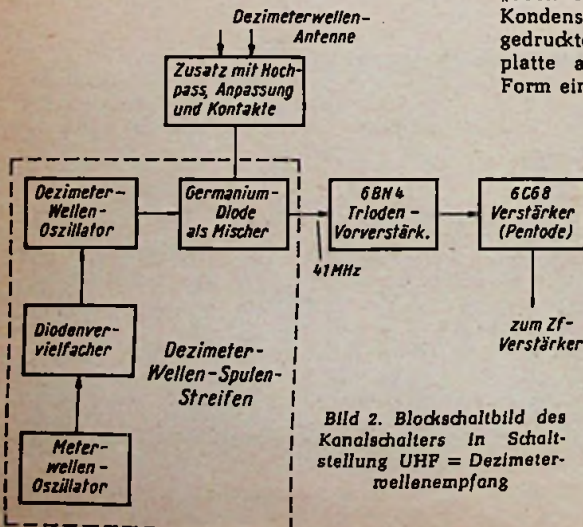 Dezimeterwellen-
Antenne
Kondens
gedruckte
platte a
Form ein
Zusatz mit Hoch-
pass, Anpassung
und Kontakte
Dezimeter-
Wellen-
Oszillator
Germanium-
Diode
als Mischer
6BN4
Trioden-
Vorverstärk.
6C68
Verstärker
(Pentode)
41MHz
Diodenver-
vielfacher
Dezimeter-
Wellen-Spulen-
Streifen
zum Zf-
Verstärker
Meter-
wellen-
Oszillator
Bild 2. Blockschaltbild des
Kanalschalters in Schalt-
stellung UHF = Dezimeter-
wellenempfang